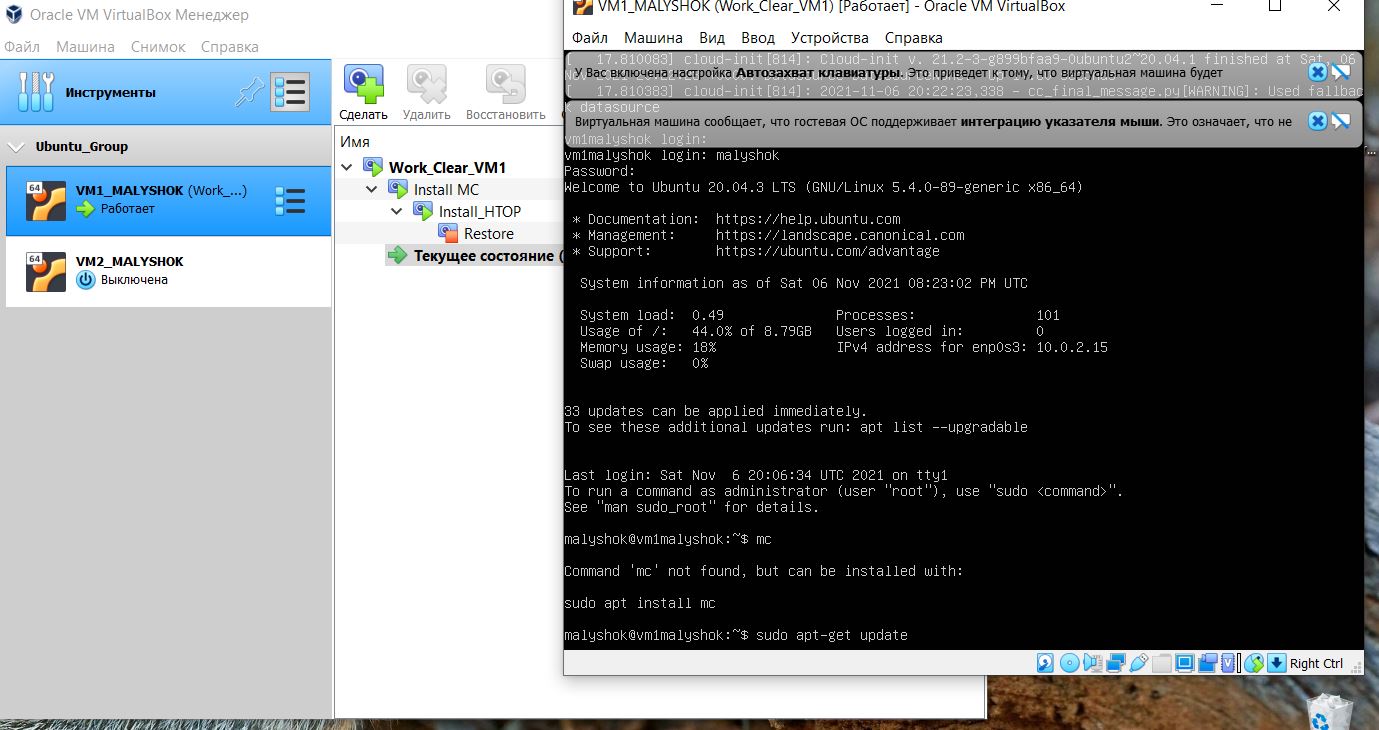 Oracle VM VirtualBox Менеджер
Файл Машина Снимок Справка
Инструменты
Ubuntu_Group
64
VM1_MALYSHOK (Work_...)
Работает
64
VM2_MALYSHOK
Выключена
Сделать Удалить Восстановить
Имя
Work_Clear_VM1
Install MC
Install_HTOP
Restore
Текущее состояние (
VM1_MALYSHOK (Work_Clear_VM1) [Работает] - Oracle VM VirtualBox
Файл Машина Вид Ввод Устройства Справка
[ 17.810083] cloud-init[814]: Cloud-init v. 21.2-3-g899bfaa9-0ubuntu2~20.04.1 finished at Sat, 06
У Вас включена настройка Автозахват клавиатуры. Это приведет к тому, что виртуальная машина будет
[ 17.810383] cloud-init[814]: 2021-11-06 20:22:23,338 - cc_final_message.py[WARNING]: Used fallbac
k datasource
Виртуальная машина сообщает, что гостевая ОС поддерживает интеграцию указателя мыши. Это означает, что не
vm1malyshok login:
vm1malyshok login: malyshok
Password:
Welcome to Ubuntu 20.04.3 LTS (GNU/Linux 5.4.0-89-generic x86_64)
* Documentation: https://help.ubuntu.com
* Management: https://landscape.canonical.com
* Support: https://ubuntu.com/advantage
System information as of Sat 06 Nov 2021 08:23:02 PM UTC
System load: 0.49 Processes: 101
Usage of /: 44.0% of 8.79GB Users logged in: 0
Memory usage: 18% IPv4 address for enp0s3: 10.0.2.15
Swap usage: 0%
33 updates can be applied immediately.
To see these additional updates run: apt list --upgradable
Last login: Sat Nov 6 20:06:34 UTC 2021 on tty1
To run a command as administrator (user "root"), use "sudo <command>".
See "man sudo_root" for details.
malyshok@vm1malyshok:~$ mc
Command 'mc' not found, but can be installed with:
sudo apt install mc
malyshok@vm1malyshok:~$ sudo apt-get update
Right Ctrl